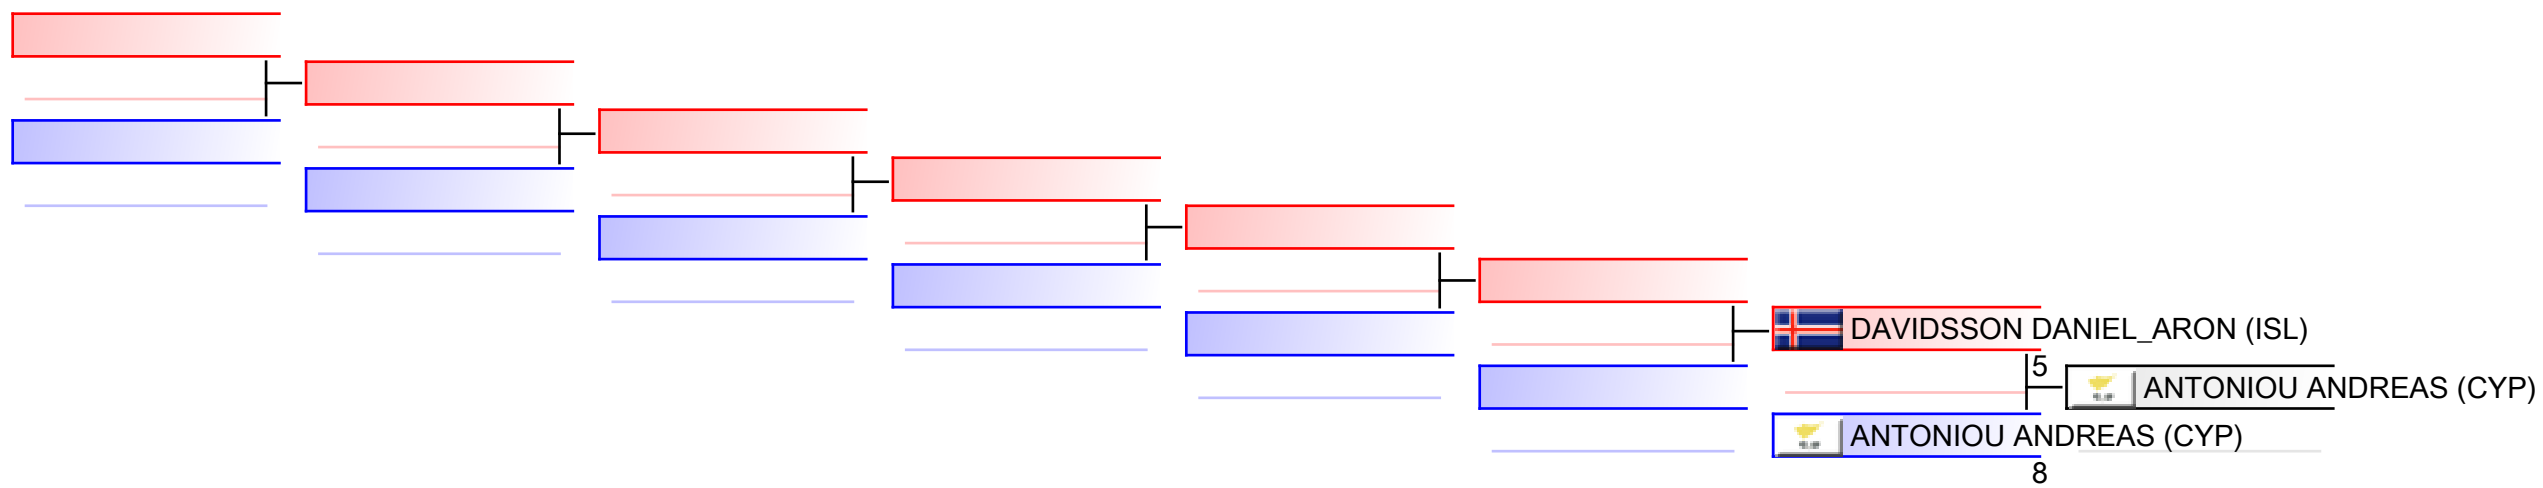 DAVIDSSON DANIEL_ARON (ISL)
5
ANTONIOU ANDREAS (CYP)
ANTONIOU ANDREAS (CYP)
8